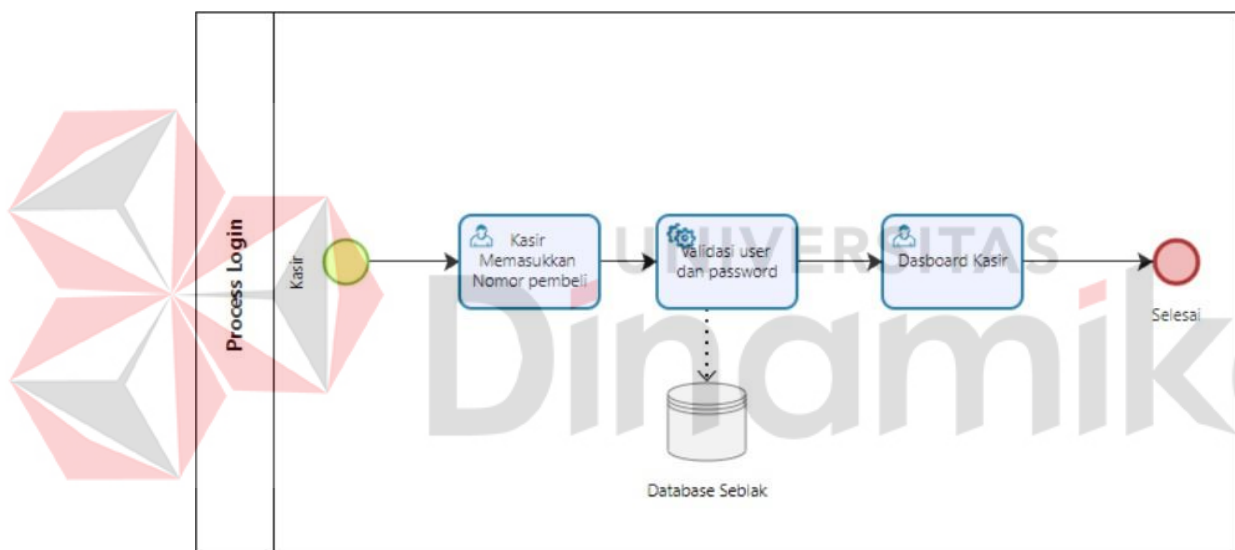 Process Login
Kasir
Kasir
Memasukkan
Nomor pembeli
Validasi user
dan password
Dasboard Kasir
Selesai
Database Seblak
UNIVERSITAS
Dinamika